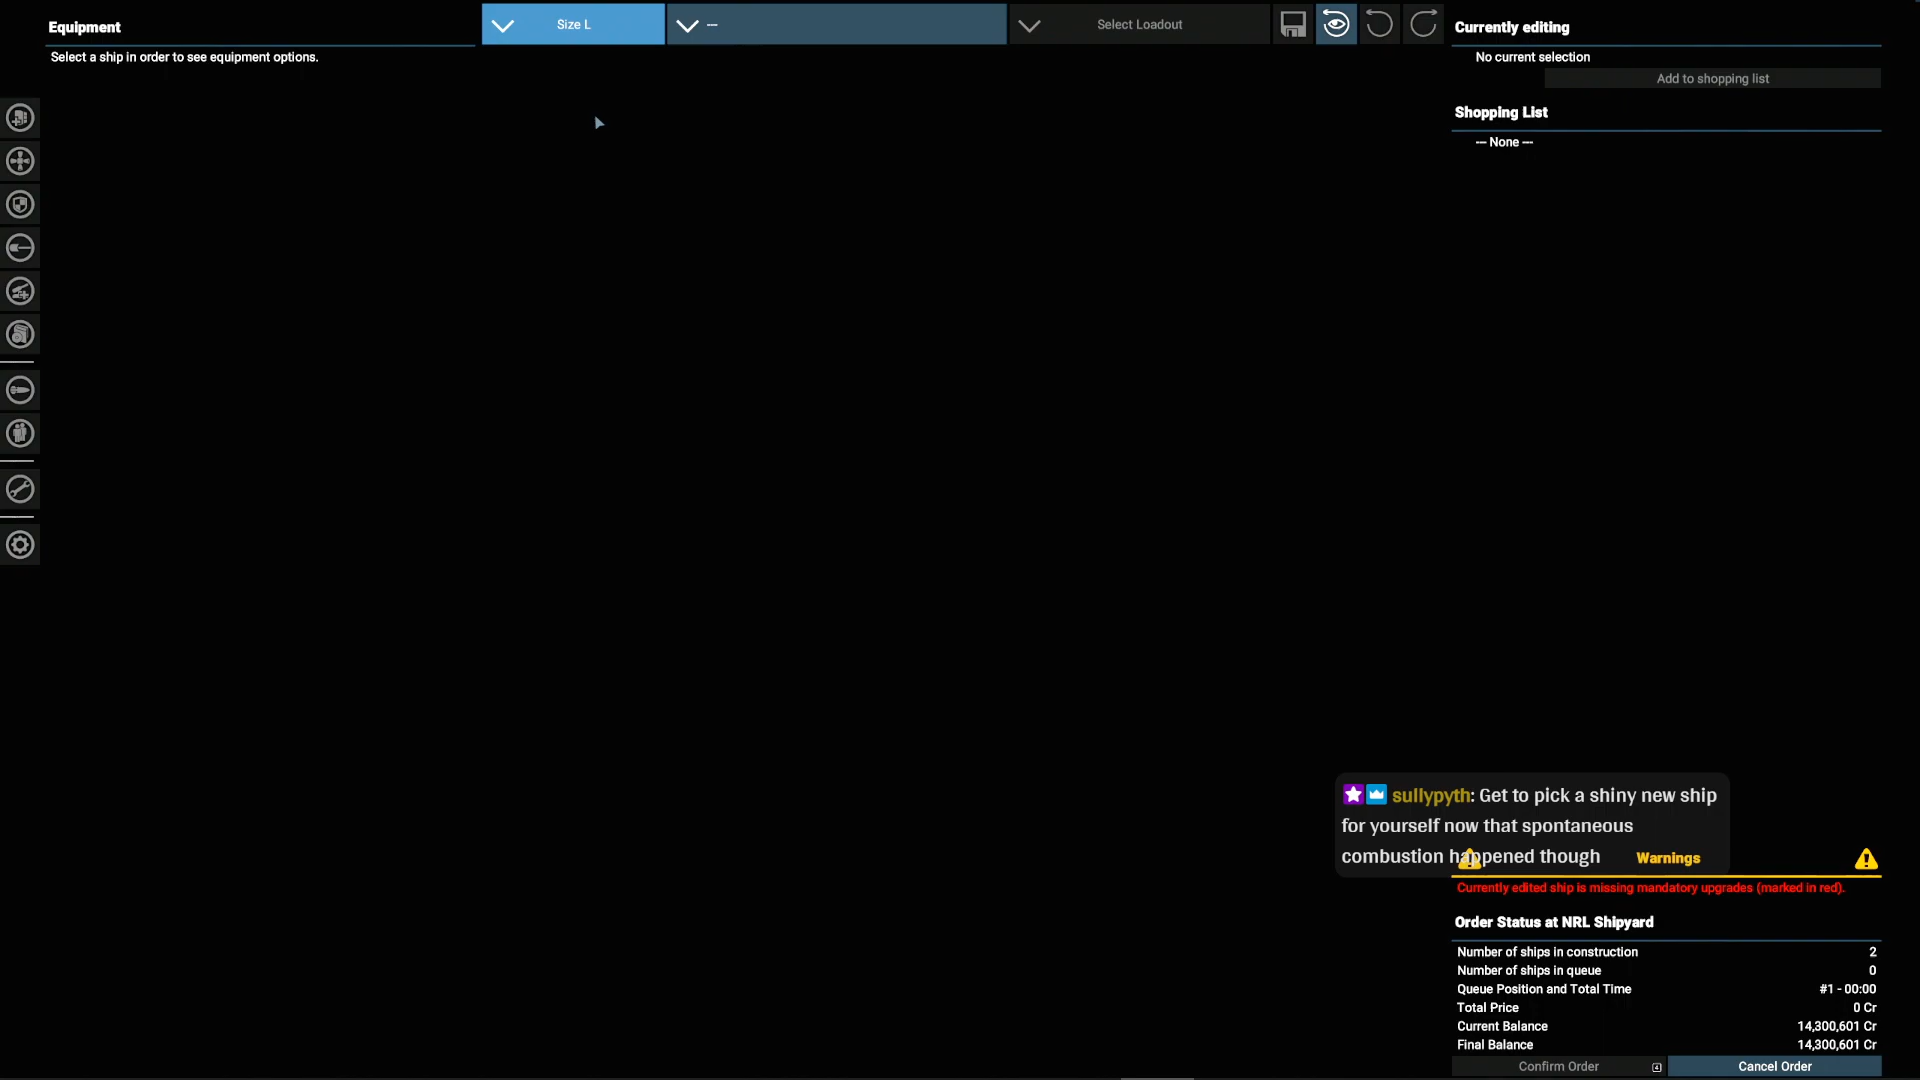 Equipment
Select a ship in order to see equipment options.
Size L
---
Select Loadout
Currently editing
No current selection
Add to shopping list
Shopping List
--- None ---
sullypyth: Get to pick a shiny new ship
for yourself now that spontaneous
combustion happened though
Warnings
Currently edited ship is missing mandatory upgrades (marked in red).
Order Status at NRL Shipyard
Number of ships in construction 2
Number of ships in queue 0
Queue Position and Total Time #1 - 00:00
Total Price 0 Cr
Current Balance 14,300,601 Cr
Final Balance 14,300,601 Cr
Confirm Order 4
Cancel Order